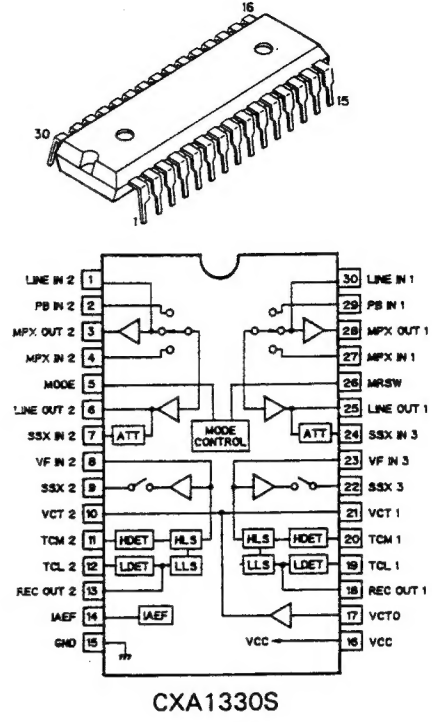 16
30
15
1
LINE IN 2 1 30 LINE IN 1
PB IN 2 2 29 PB IN 1
MPX OUT 2 3 28 MPX OUT 1
MPX IN 2 4 27 MPX IN 1
MODE 5 26 MRSW
LINE OUT 2 6 25 LINE OUT 1
MODE CONTROL
SSX IN 2 7 ATT ATT 24 SSX IN 3
VF IN 2 8 23 VF IN 3
SSX 2 9 22 SSX 3
VCT 2 10 21 VCT 1
TCM 2 11 HDET HLS HLS HDET 20 TCM 1
TCL 2 12 LDET LLS LLS LDET 19 TCL 1
REC OUT 2 13 18 REC OUT 1
IAEF 14 IAEF 17 VCTO
GND 15 VCC 16 VCC
CXA1330S